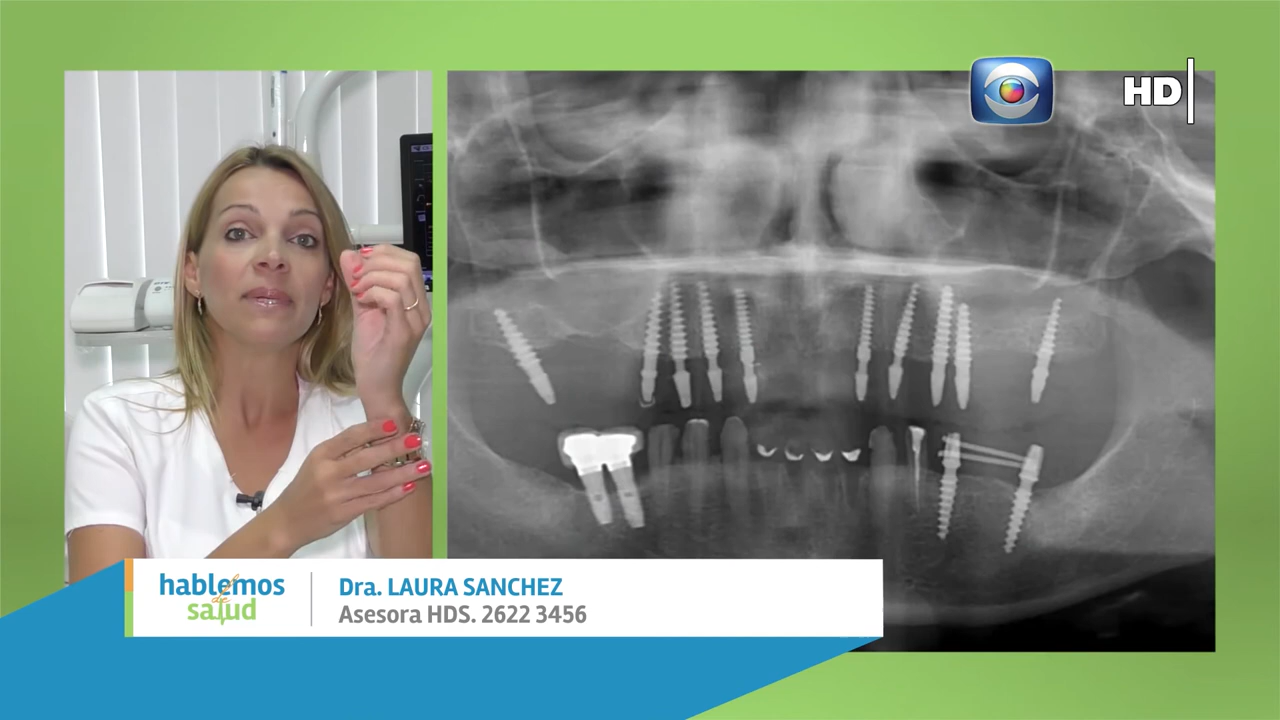 HD
hablemos
de
salud
Dra. LAURA SANCHEZ
Asesora HDS. 2622 3456